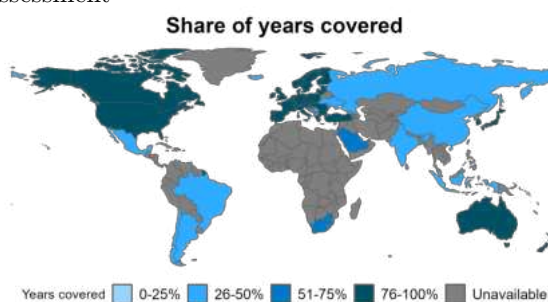 Share of years covered
Years covered 0-25% 26-50% 51-75% 76-100% Unavailable